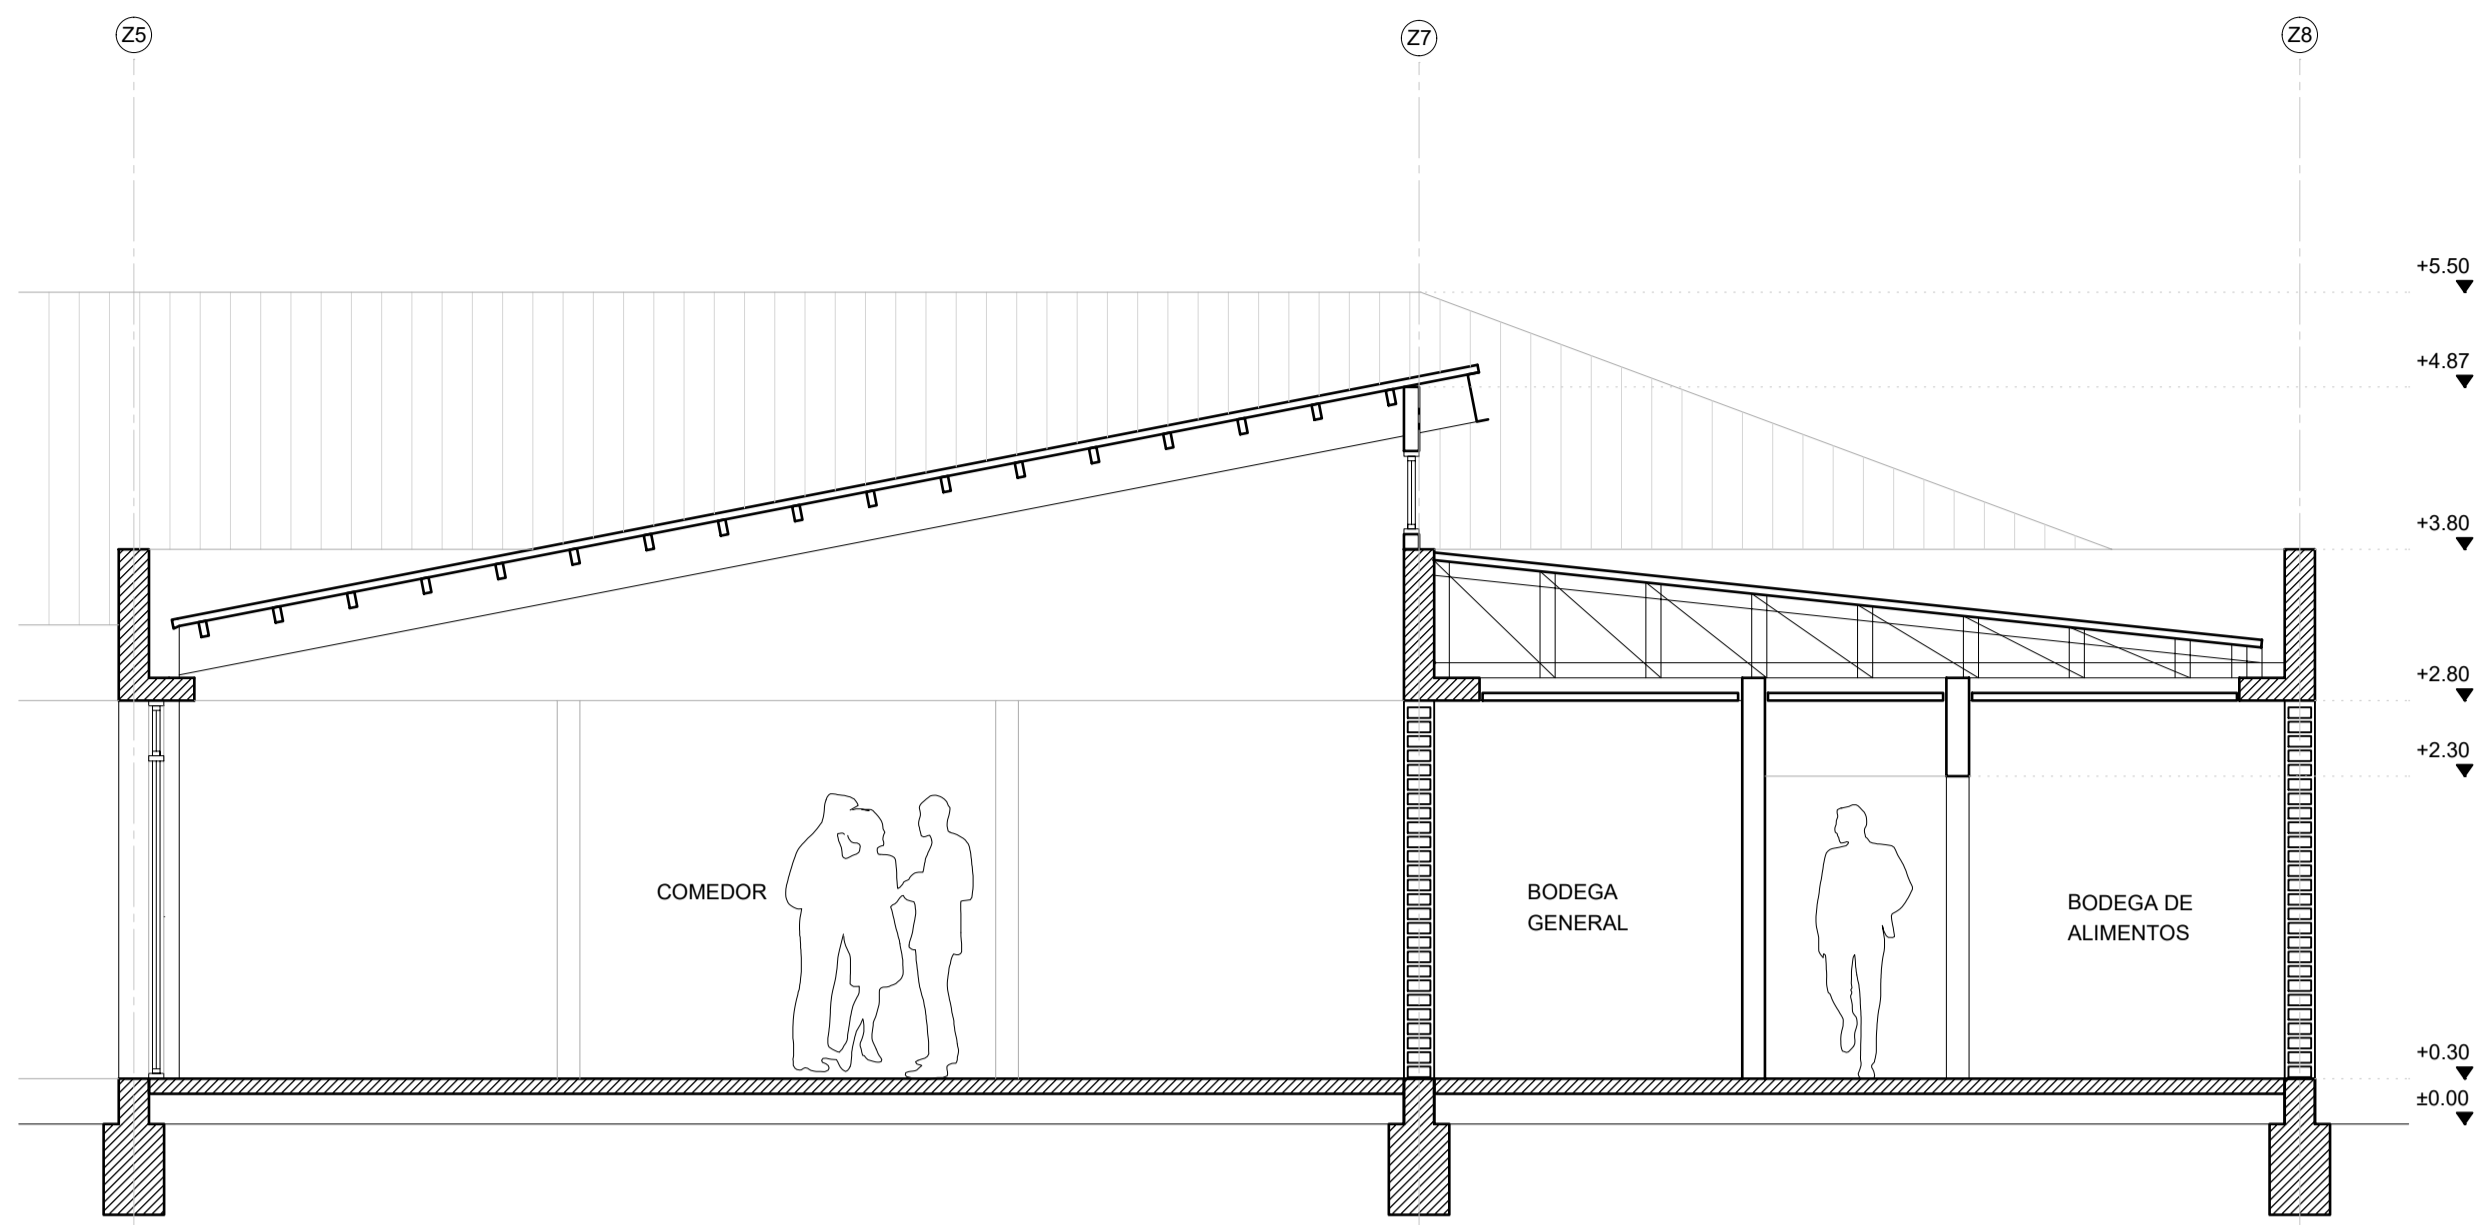 Z5
Z7
Z8
+5.50
+4.87
+3.80
+2.80
+2.30
COMEDOR
BODEGA
GENERAL
BODEGA DE
ALIMENTOS
+0.30
±0.00